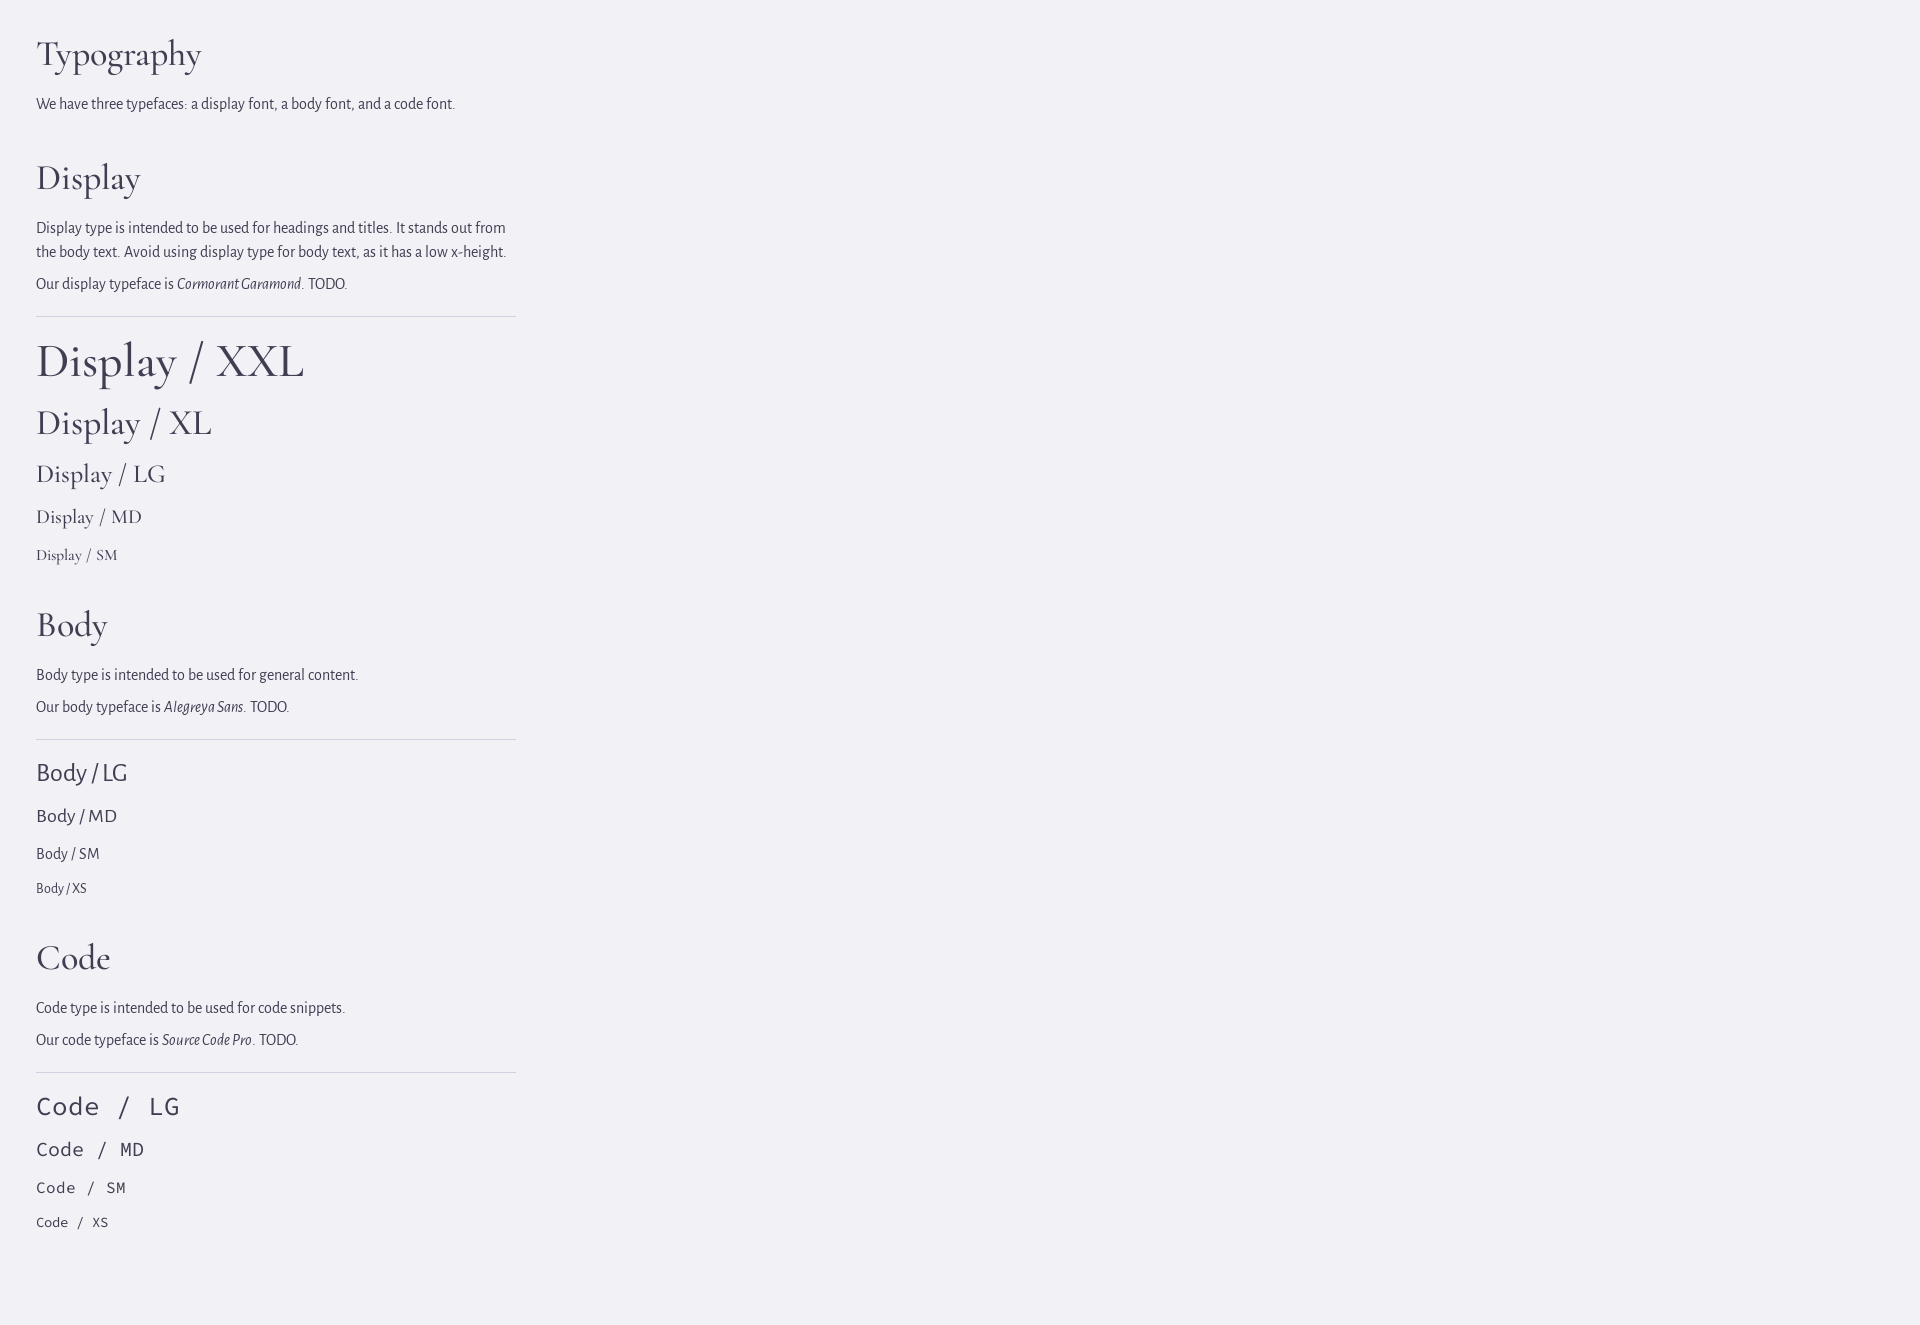 Typography
We have three typefaces: a display font, a body font, and a code font.
Display
Display type is intended to be used for headings and titles. It stands out from
the body text. Avoid using display type for body text, as it has a low x-height.
Our display typeface is Cormorant Garamond. TODO.
Display / XXL
Display / XL
Display / LG
Display / MD
Display / SM
Body
Body type is intended to be used for general content.
Our body typeface is Alegreya Sans. TODO.
Body / LG
Body / MD
Body / SM
Body / XS
Code
Code type is intended to be used for code snippets.
Our code typeface is Source Code Pro. TODO.
Code / LG
Code / MD
Code / SM
Code / XS